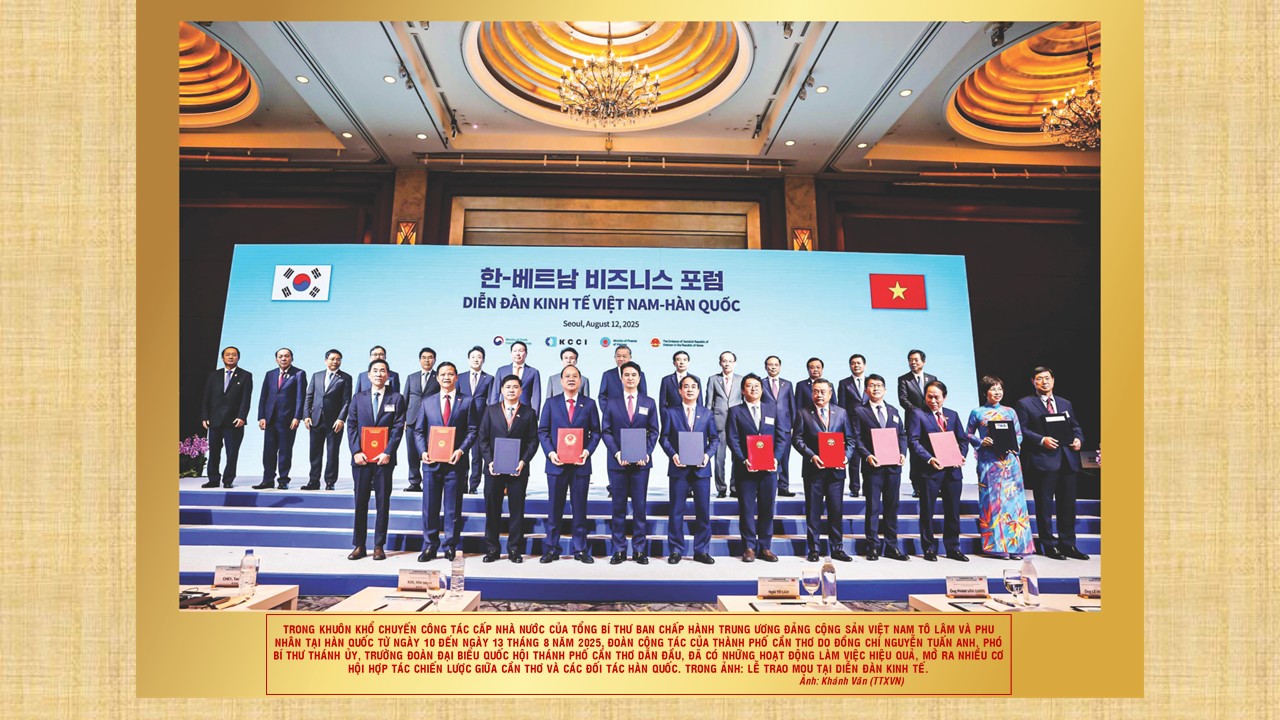 한-베트남 비즈니스 포럼
DIỄN ĐÀN KINH TẾ VIỆT NAM-HÀN QUỐC
Seoul, August 12, 2025
KCCI
TRONG KHUÔN KHỔ CHUYẾN CÔNG TÁC CẤP NHÀ NƯỚC CỦA TỔNG BÍ THƯ BAN CHẤP HÀNH TRUNG ƯƠNG ĐẢNG CỘNG SẢN VIỆT NAM TÔ LÂM VÀ PHU
NHÂN TẠI HÀN QUỐC TỪ NGÀY 10 ĐẾN NGÀY 13 THÁNG 8 NĂM 2025, ĐOÀN CÔNG TÁC CỦA THÀNH PHỐ CẦN THƠ DO ĐỒNG CHÍ NGUYỄN TUẤN ANH, PHÓ
BÍ THƯ THÀNH ỦY, TRƯỞNG ĐOÀN ĐẠI BIỂU QUỐC HỘI THÀNH PHỐ CẦN THƠ DẪN ĐẦU, ĐÃ CÓ NHỮNG HOẠT ĐỘNG LÀM VIỆC HIỆU QUẢ, MỞ RA NHIỀU CƠ
HỘI HỢP TÁC CHIẾN LƯỢC GIỮA CẦN THƠ VÀ CÁC ĐỐI TÁC HÀN QUỐC. TRONG ẢNH: LỄ TRAO MOU TẠI DIỄN ĐÀN KINH TẾ.
Ảnh: Khánh Vân (TTXVN)